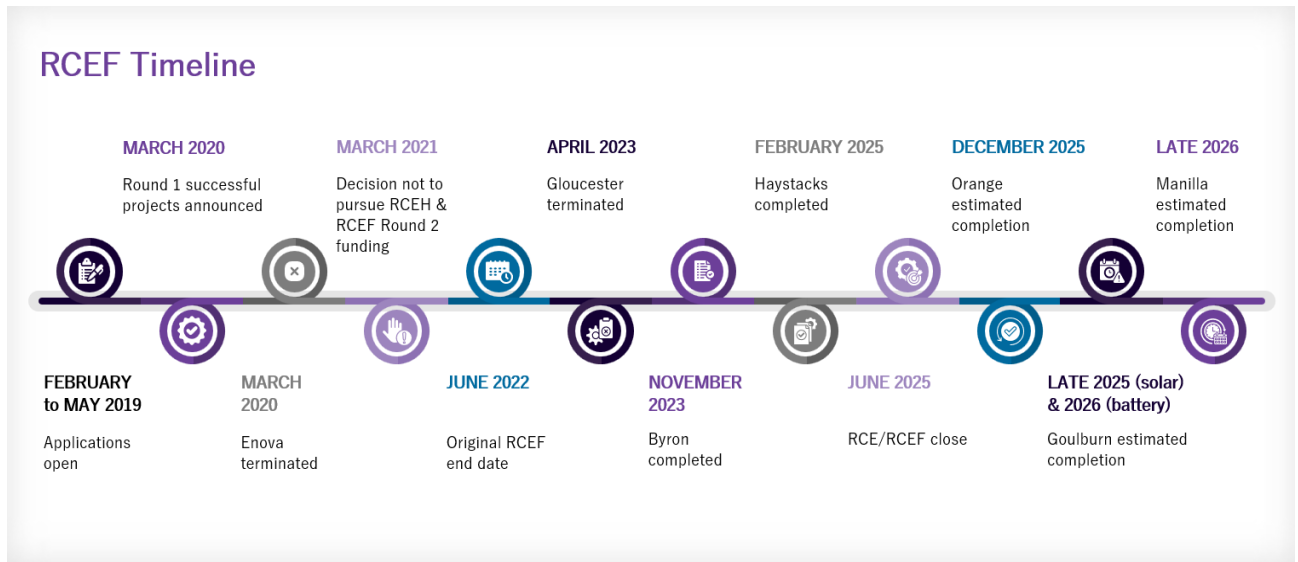 RCEF Timeline
MARCH 2020
Round 1 successful
projects announced
MARCH 2021
Decision not to
pursue RCEH &
RCEF Round 2
funding
APRIL 2023
Gloucester
terminated
FEBRUARY 2025
Haystacks
completed
DECEMBER 2025
Orange
estimated
completion
LATE 2026
Manilla
estimated
completion
FEBRUARY
to MAY 2019
Applications
open
MARCH
2020
Enova
terminated
JUNE 2022
Original RCEF
end date
NOVEMBER
2023
Byron
completed
JUNE 2025
RCE/RCEF close
LATE 2025 (solar)
& 2026 (battery)
Goulburn estimated
completion